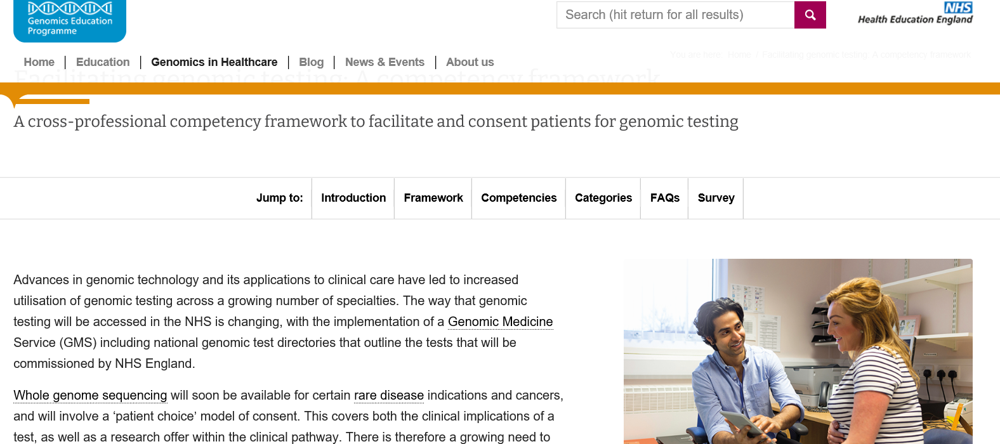 Genomics Education
Programme
Search (hit return for all results)
NHS
Health Education England
You are here: Home / Facilitating genomic testing: A competency framework
Home
Education
Genomics in Healthcare
Blog
News & Events
About us
Facilitating genomic testing: A competency framework
A cross-professional competency framework to facilitate and consent patients for genomic testing
Jump to:
Introduction
Framework
Competencies
Categories
FAQs
Survey
Advances in genomic technology and its applications to clinical care have led to increased
utilisation of genomic testing across a growing number of specialties. The way that genomic
testing will be accessed in the NHS is changing, with the implementation of a Genomic Medicine
Service (GMS) including national genomic test directories that outline the tests that will be
commissioned by NHS England.
Whole genome sequencing will soon be available for certain rare disease indications and cancers,
and will involve a ‘patient choice’ model of consent. This covers both the clinical implications of a
test, as well as a research offer within the clinical pathway. There is therefore a growing need to